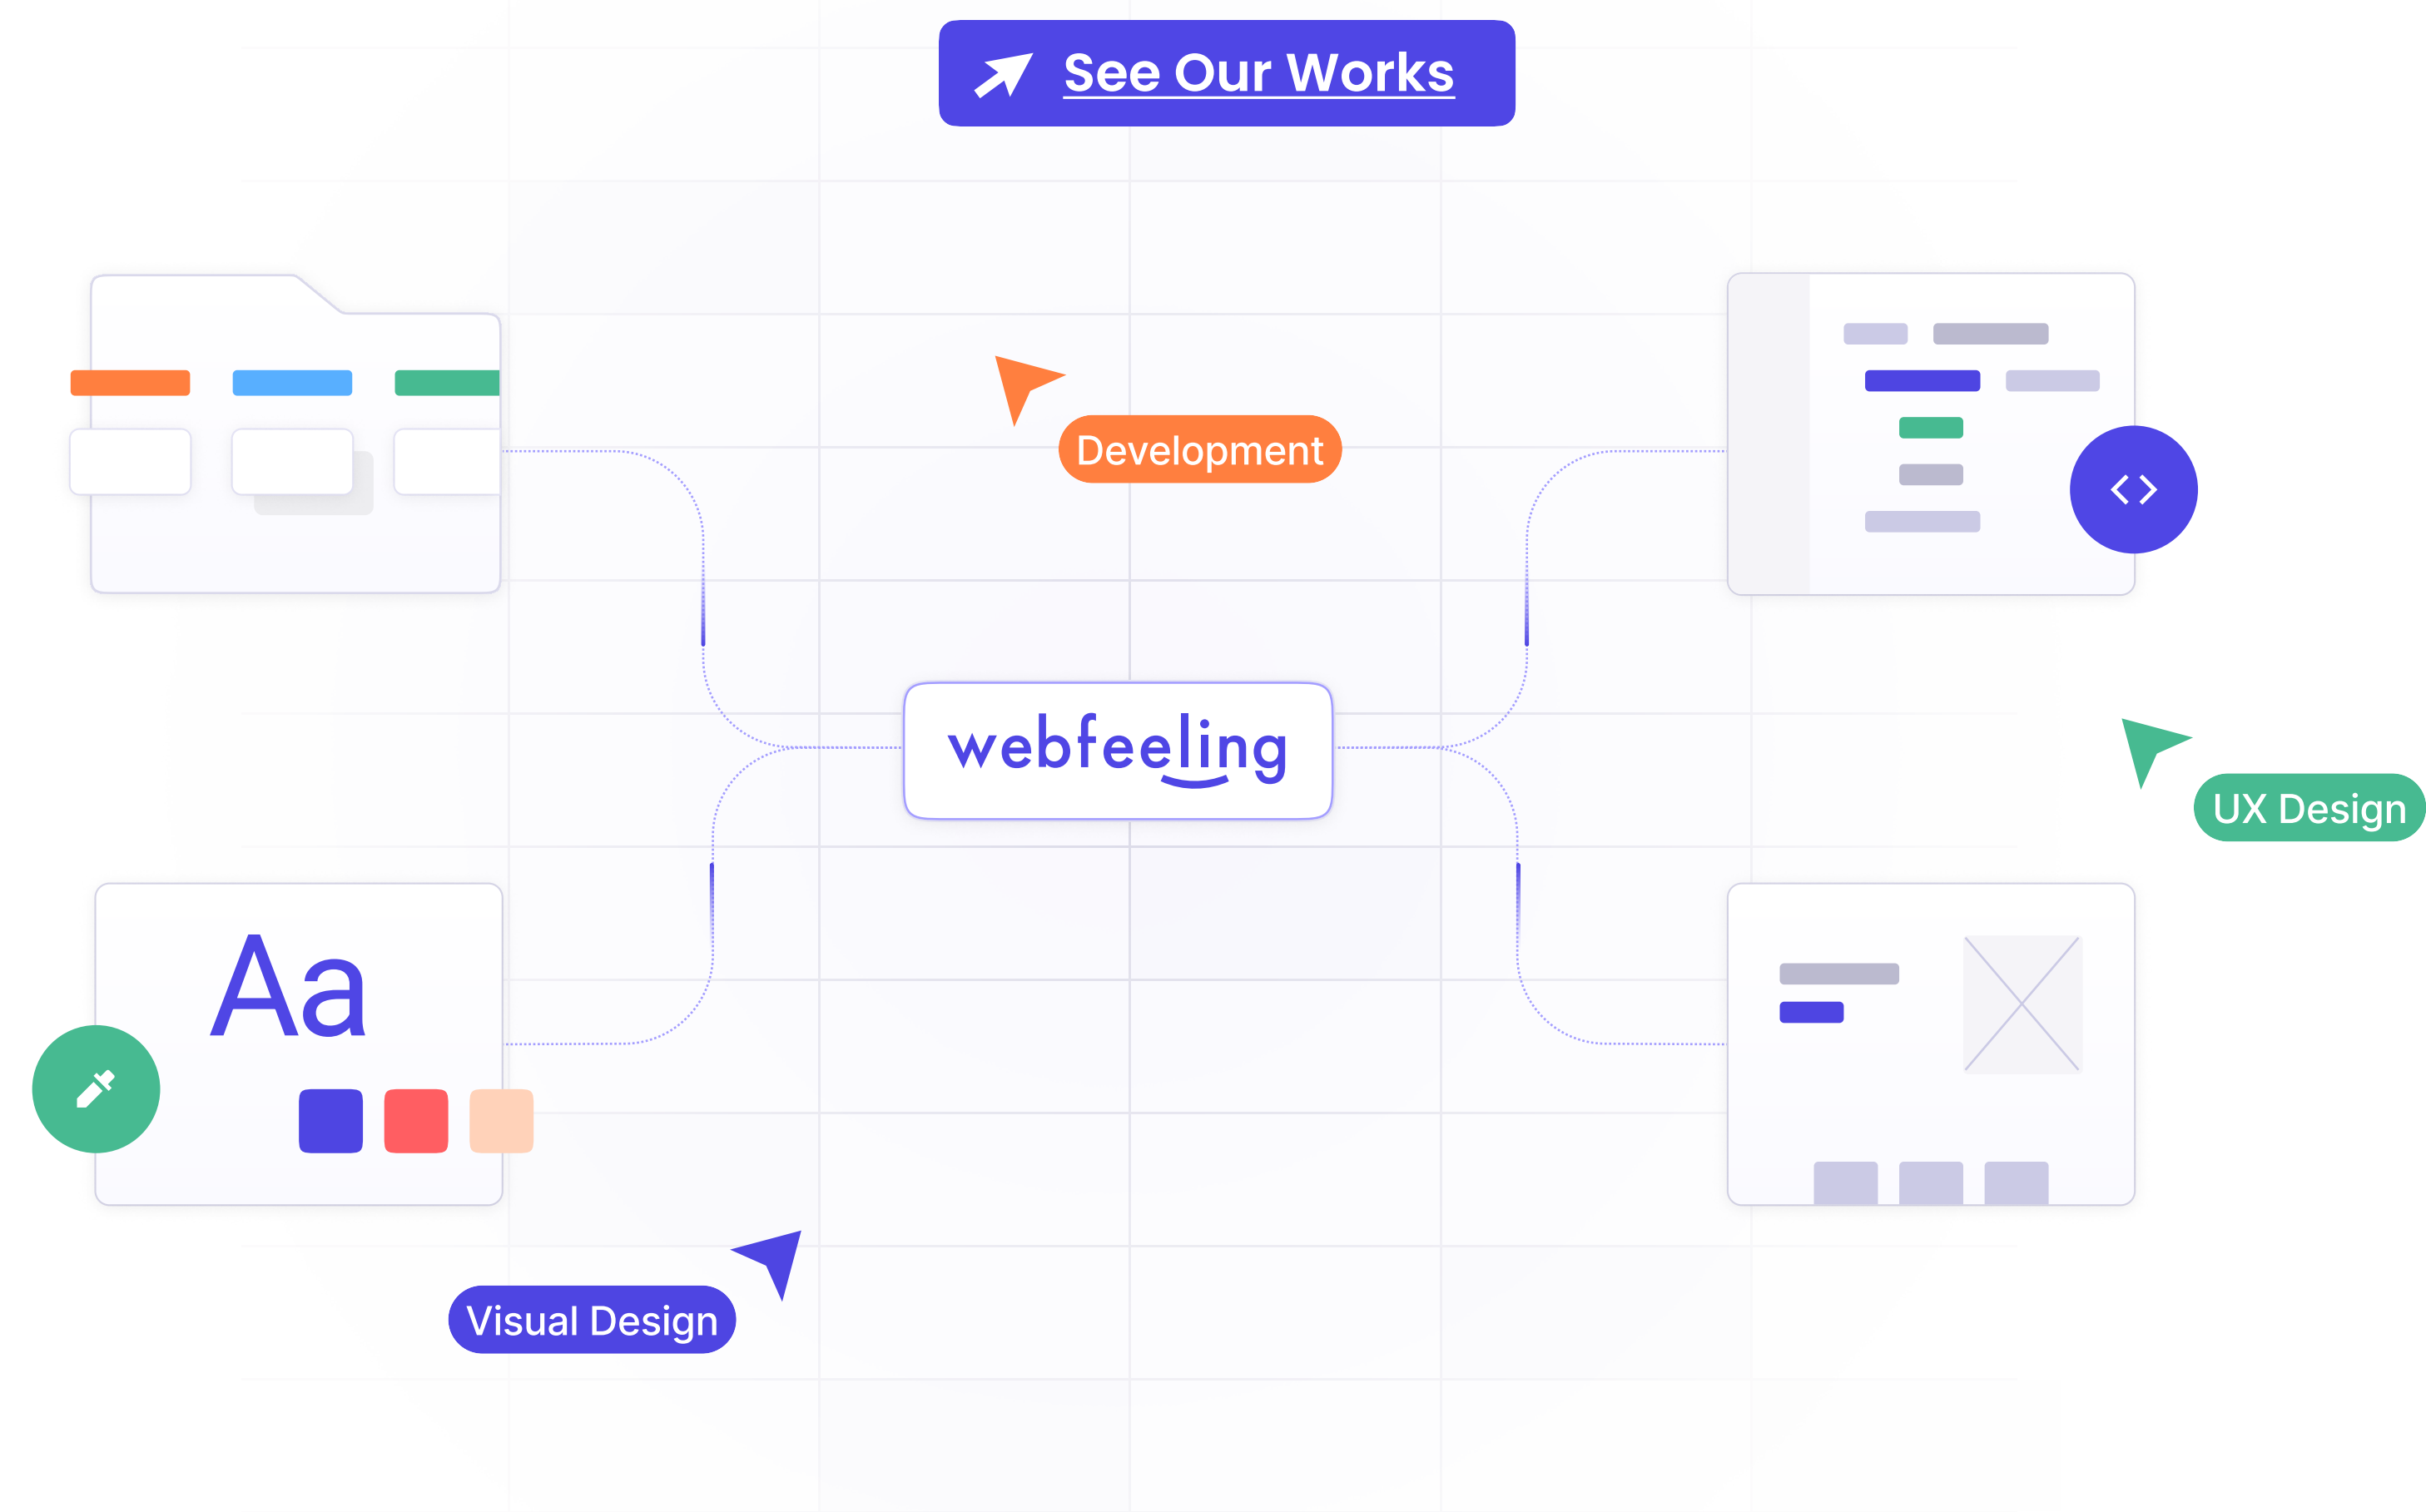 See Our Works
Development
webfeeling
UX Design
Aa
Visual Design